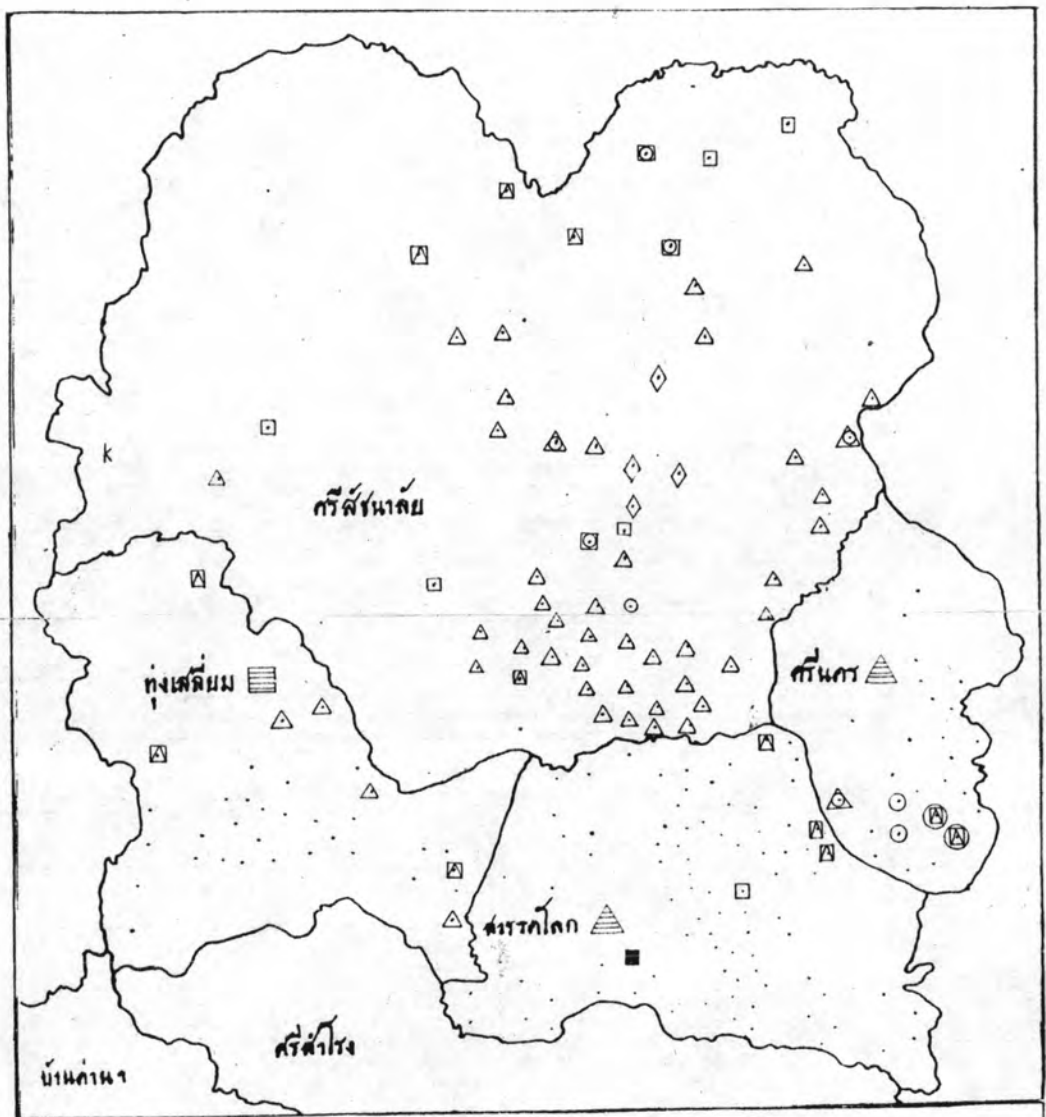 k
ศรีสัชนาลัย
ทุ่งเสลี่ยม
ศรีนคร
สวรรคโลก
ศรีสำโรง
บ้านด่านฯ